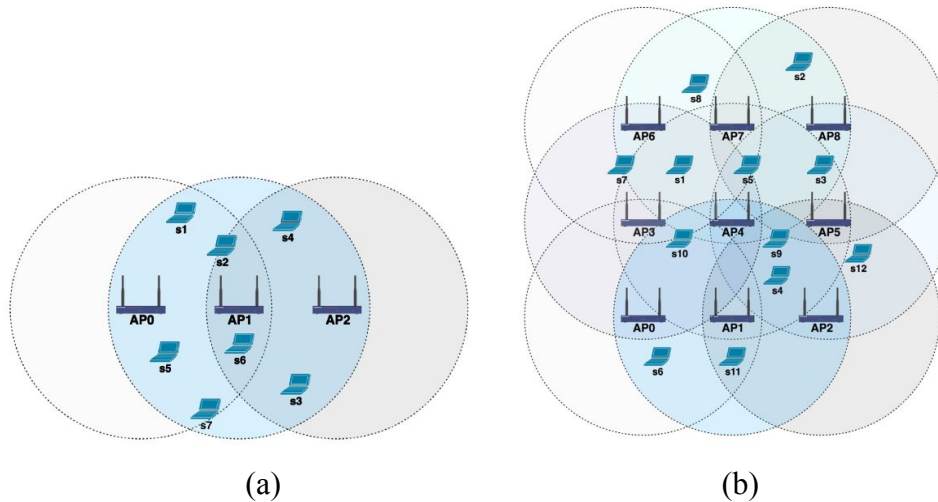 s2
s8
AP6 AP7 AP8
s7 s1 s5 s3
s1
s4
s2
AP3 AP4 AP5
s10 s9
s12
s4
AP0 AP1 AP2
AP0 AP1 AP2
s6
s5
s6 s11
s3
s7
(a) (b)